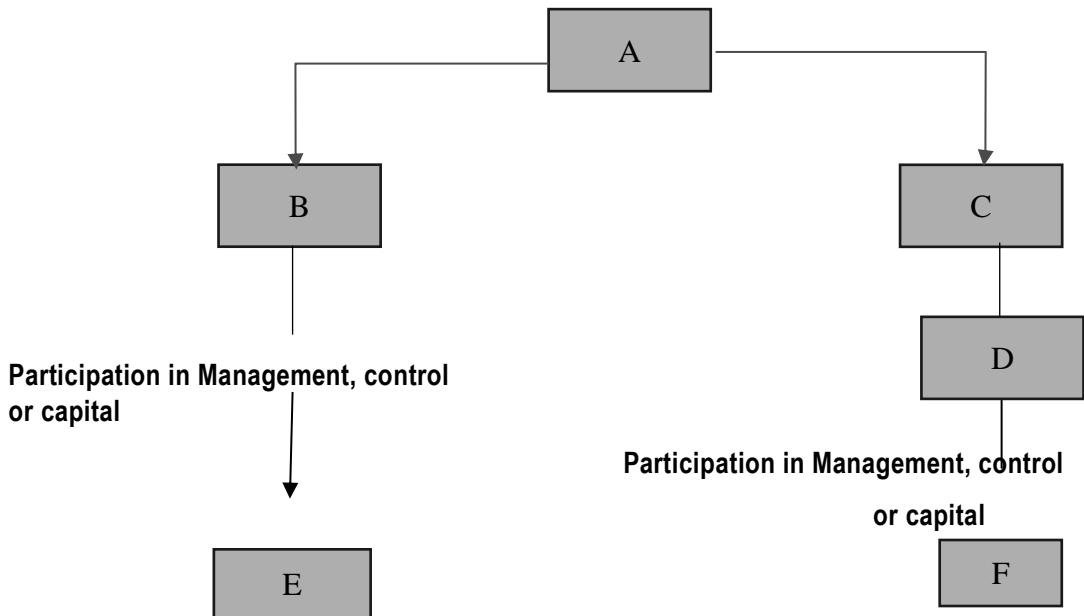 A
B
C
D
Participation in Management, control
or capital
Participation in Management, control
or capital
E
F